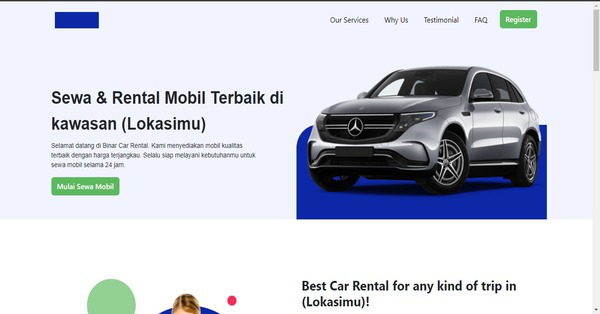 Our Services Why Us Testimonial FAQ Register
Sewa & Rental Mobil Terbaik di
kawasan (Lokasimu)
Selamat datang di Binar Car Rental. Kami menyediakan mobil kualitas
terbaik dengan harga terjangkau. Selalu siap melayani kebutuhanmu untuk
sewa mobil selama 24 jam.
Mulai Sewa Mobil
Best Car Rental for any kind of trip in
(Lokasimu)!